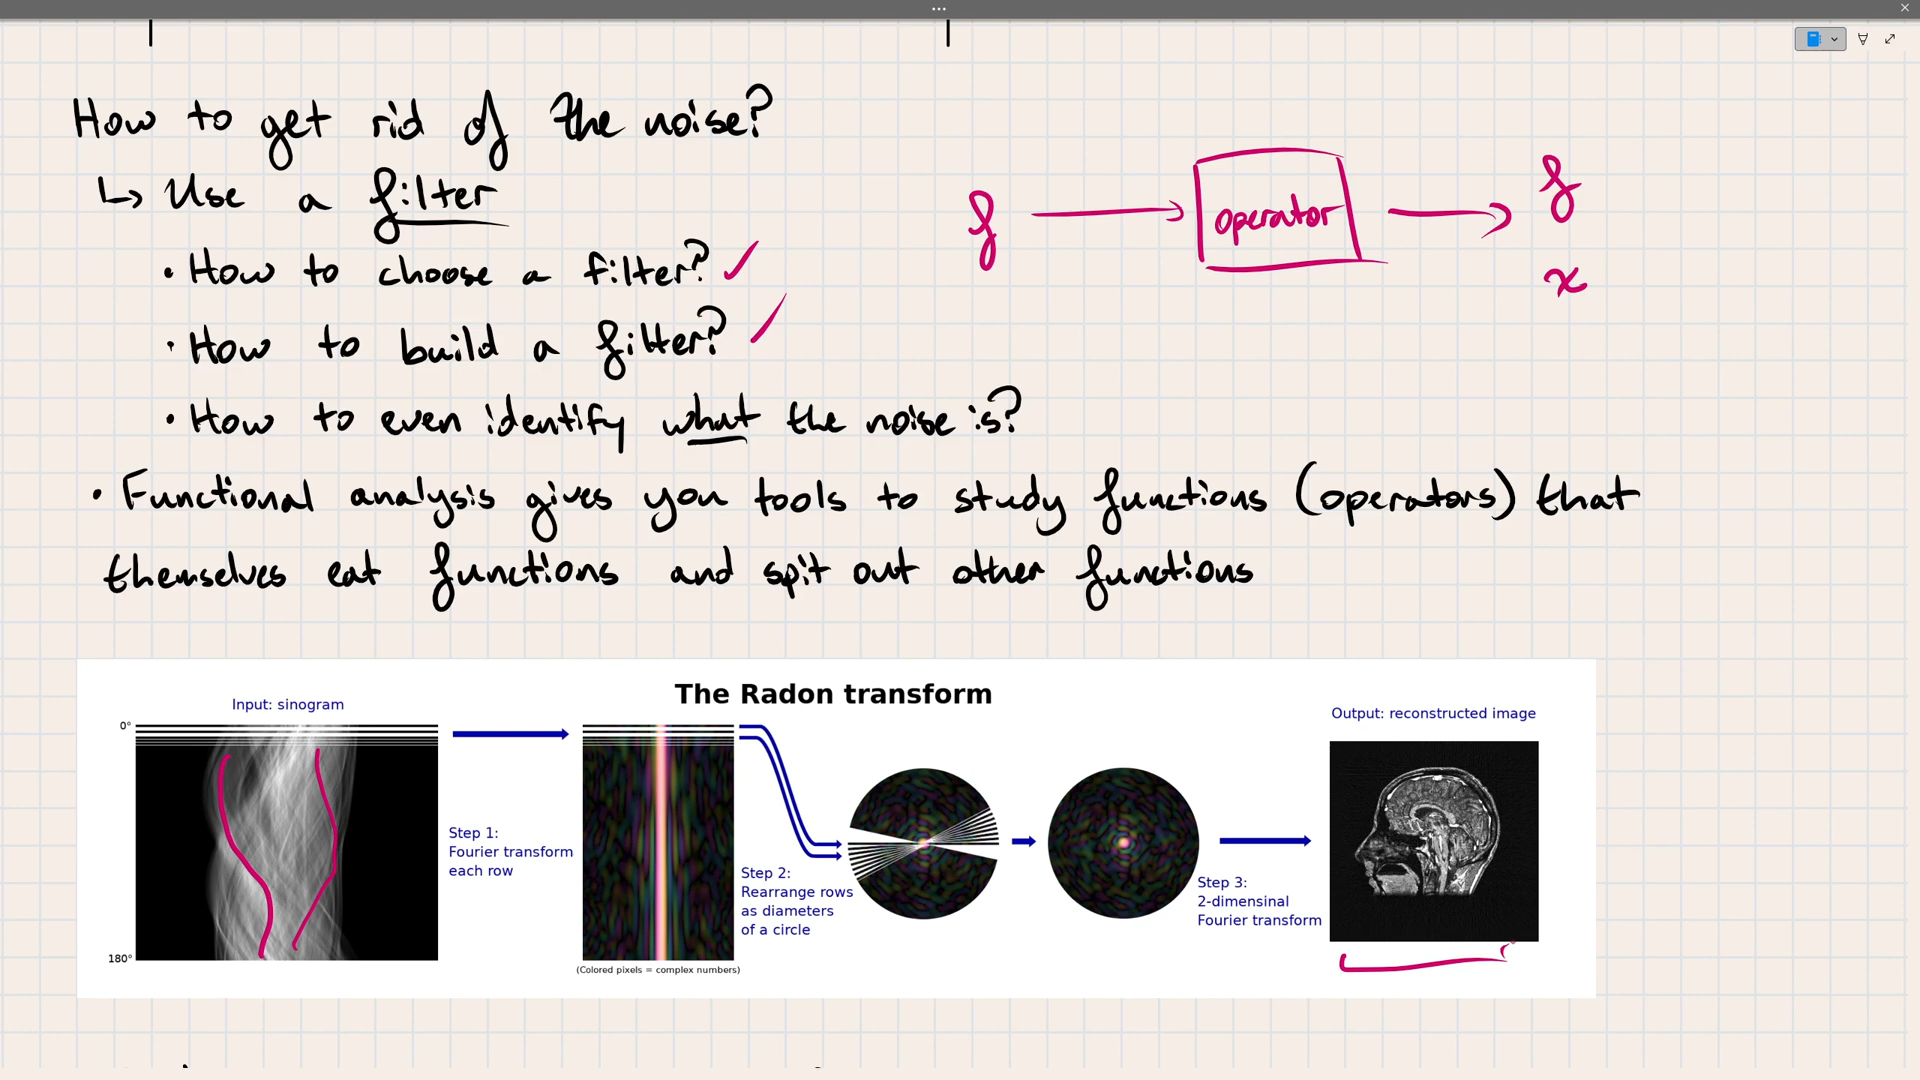 How to get rid of the noise?
↳ Use a filter
• How to choose a filter? ✓
• How to build a filter? ✓
• How to even identify what the noise is?
f → operator → f
x
• Functional analysis gives you tools to study functions (operators) that
themselves eat functions and spit out other functions
The Radon transform
Input: sinogram
0°
180°
Step 1:
Fourier transform
each row
(Colored pixels = complex numbers)
Step 2:
Rearrange rows
as diameters
of a circle
Step 3:
2-dimensinal
Fourier transform
Output: reconstructed image